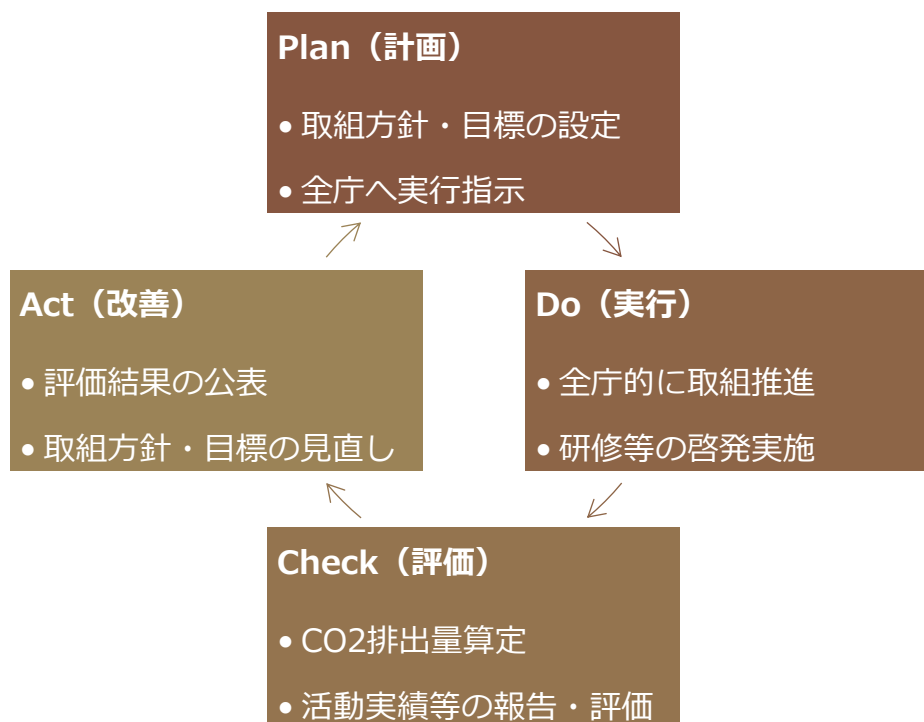 Plan（計画）
• 取組方針・目標の設定
• 全庁へ実行指示
Do（実行）
• 全庁的に取組推進
• 研修等の啓発実施
Check（評価）
• CO2排出量算定
• 活動実績等の報告・評価
Act（改善）
• 評価結果の公表
• 取組方針・目標の見直し